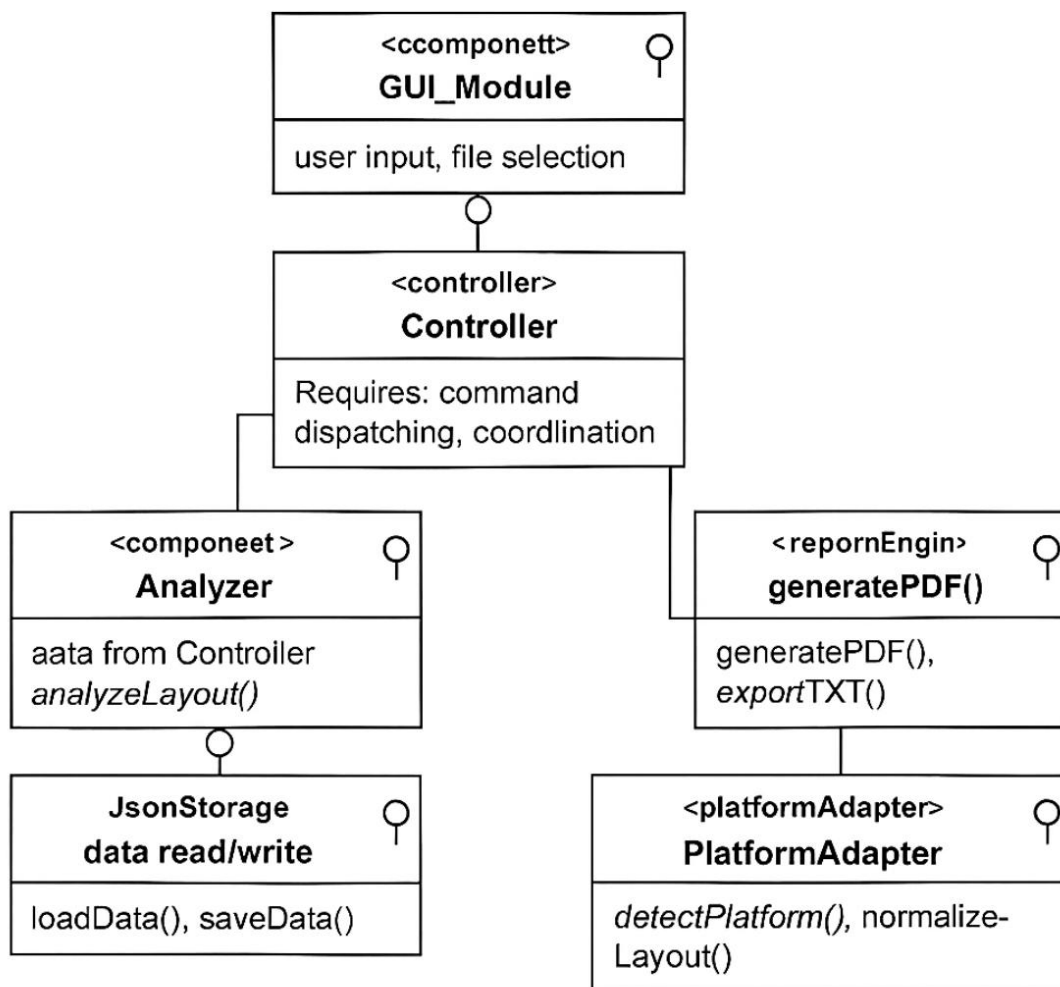 <ccomponett>
GUI_Module
user input, file selection
<controller>
Controller
Requires: command
dispatching, coordlination
<componeet >
Analyzer
aata from Controiler
analyzeLayout()
<repornEngin>
generatePDF()
generatePDF(),
exportTXT()
JsonStorage
data read/write
loadData(), saveData()
<platformAdapter>
PlatformAdapter
detectPlatform(), normalize-
Layout()